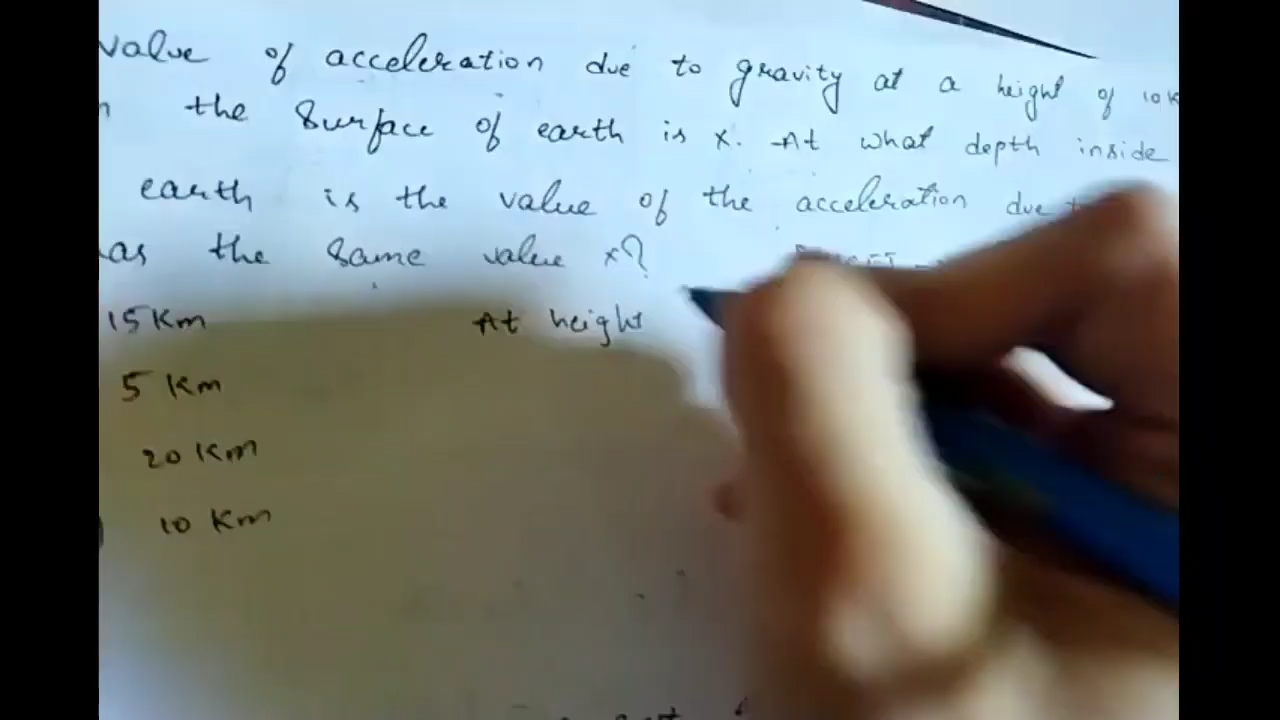 value of acceleration due to gravity at a height of 10K
the surface of earth is x. At what depth inside
earth is the value of the acceleration due
as the same value x?
15 Km
At height
5 Km
20 Km
10 Km